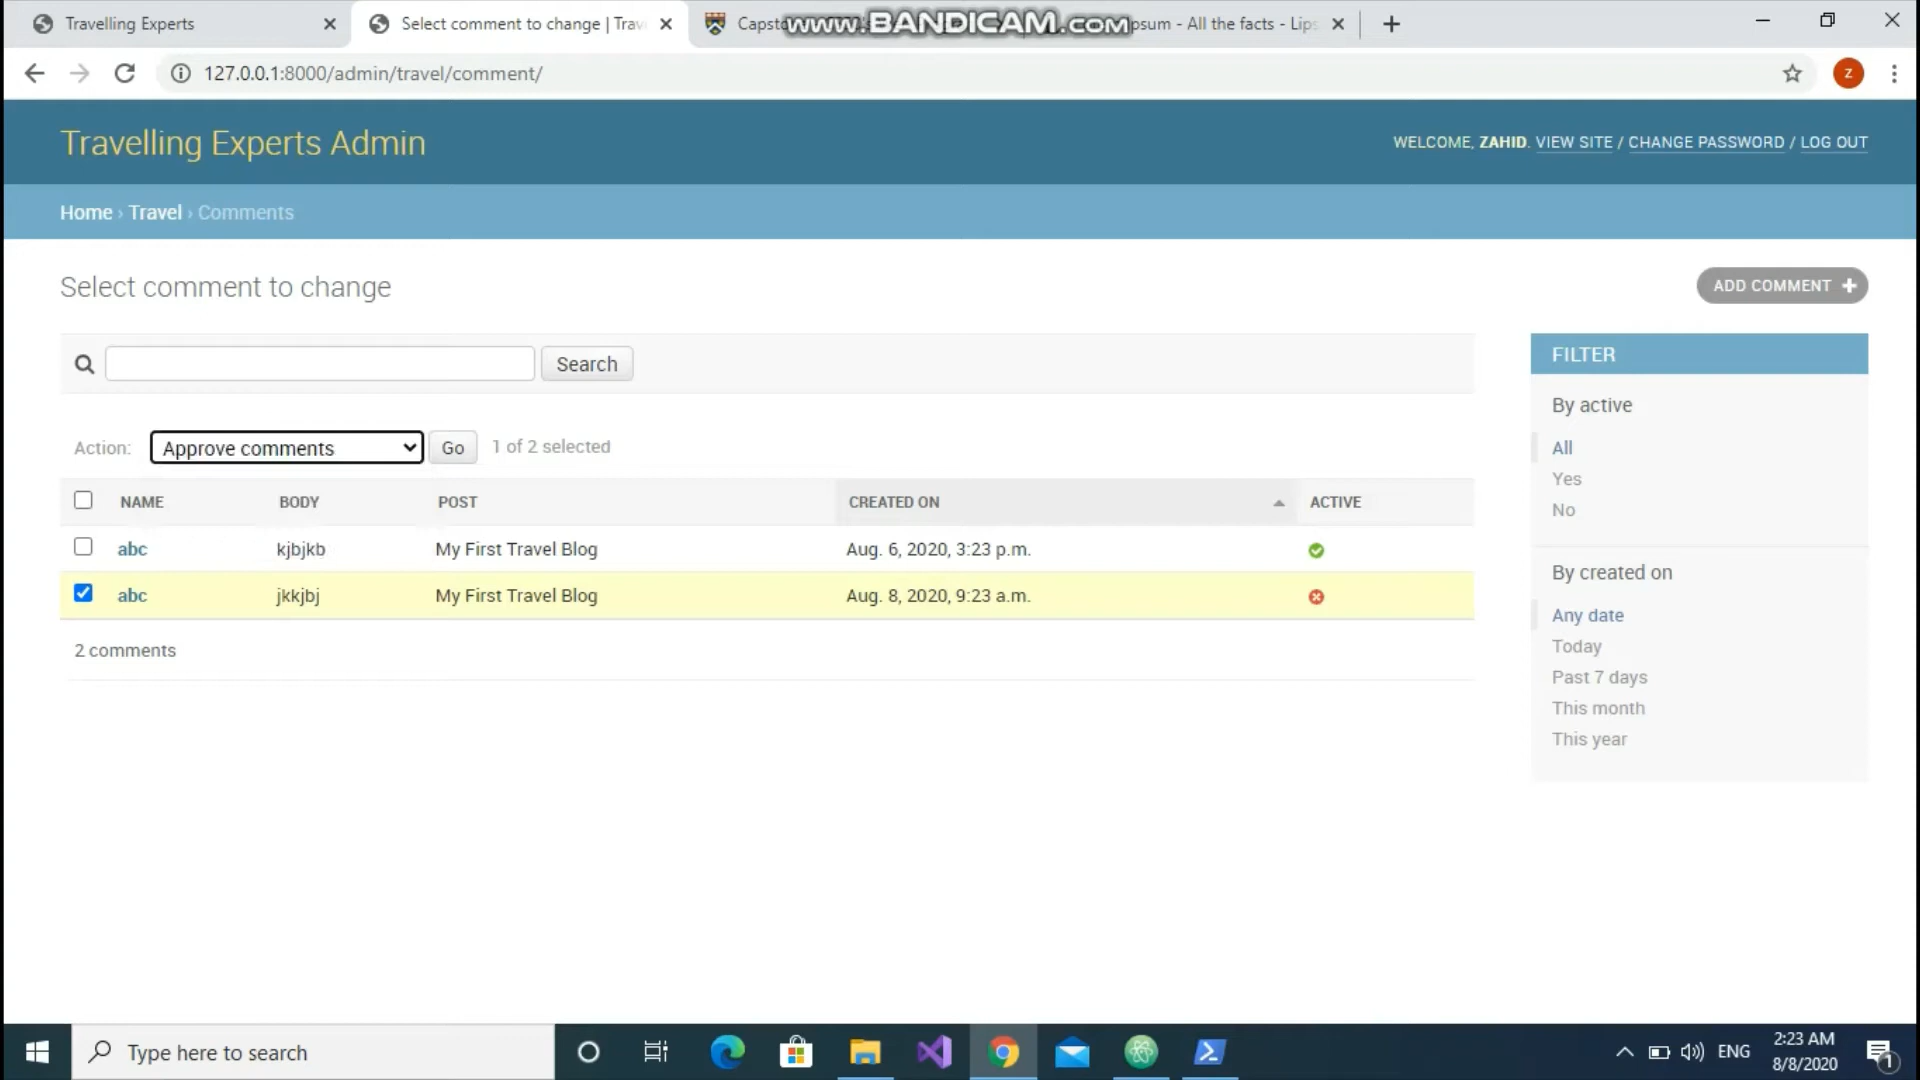 Travelling Experts
Select comment to change | Trav
Capsto
www.BANDICAM.com
psum - All the facts - Lips
127.0.0.1:8000/admin/travel/comment/
Z
Travelling Experts Admin
WELCOME, ZAHID. VIEW SITE / CHANGE PASSWORD / LOG OUT
Home › Travel › Comments
Select comment to change
ADD COMMENT +
Search
FILTER
By active
All
Yes
No
Action: Approve comments Go 1 of 2 selected
NAME BODY POST CREATED ON ACTIVE
abc kjbjkb My First Travel Blog Aug. 6, 2020, 3:23 p.m.
abc jkkjbj My First Travel Blog Aug. 8, 2020, 9:23 a.m.
2 comments
By created on
Any date
Today
Past 7 days
This month
This year
Type here to search
ENG
2:23 AM
8/8/2020
1